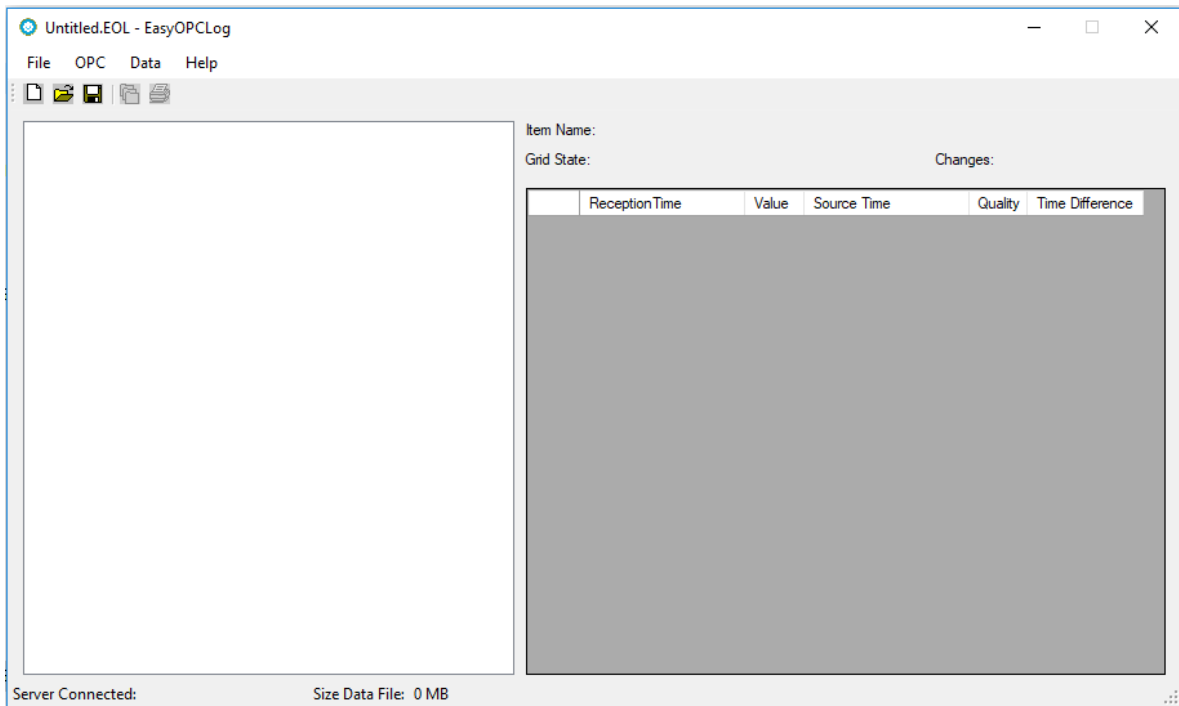 Untitled.EOL - EasyOPCLog
File OPC Data Help
Item Name:
Grid State: Changes:
ReceptionTime Value Source Time Quality Time Difference
Server Connected: Size Data File: 0 MB